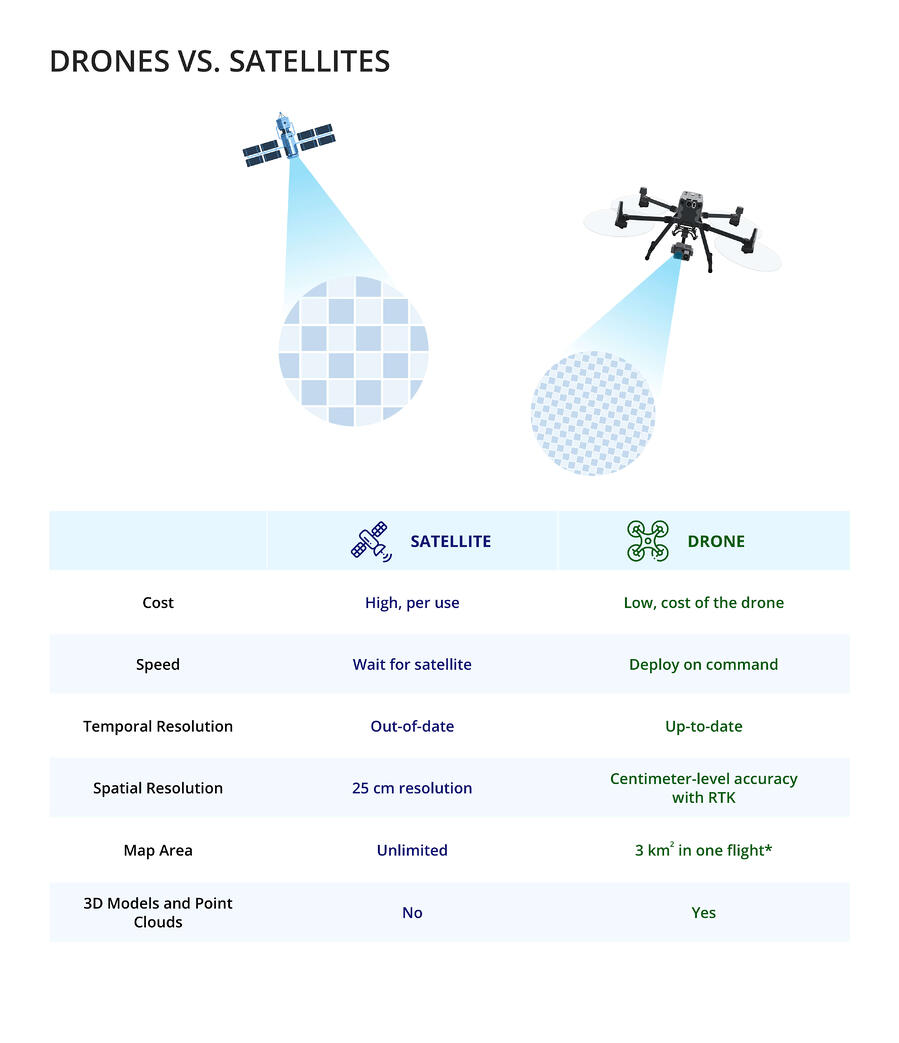 DRONES VS. SATELLITES
SATELLITE
DRONE
Cost
High, per use
Low, cost of the drone
Speed
Wait for satellite
Deploy on command
Temporal Resolution
Out-of-date
Up-to-date
Spatial Resolution
25 cm resolution
Centimeter-level accuracy
with RTK
Map Area
Unlimited
3 km² in one flight*
3D Models and Point
Clouds
No
Yes